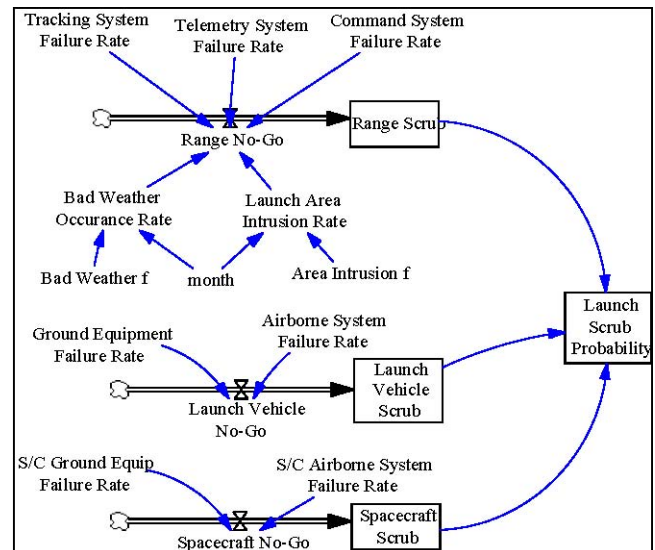 Tracking System
Failure Rate
Telemetry System
Failure Rate
Command System
Failure Rate
Range No-Go
Range Scrub
Bad Weather
Occurance Rate
Launch Area
Intrusion Rate
Bad Weather f
month
Area Intrusion f
Launch
Scrub
Probability
Ground Equipment
Failure Rate
Airborne System
Failure Rate
Launch Vehicle
No-Go
Launch
Vehicle
Scrub
S/C Ground Equip
Failure Rate
S/C Airborne System
Failure Rate
Spacecraft No-Go
Spacecraft
Scrub